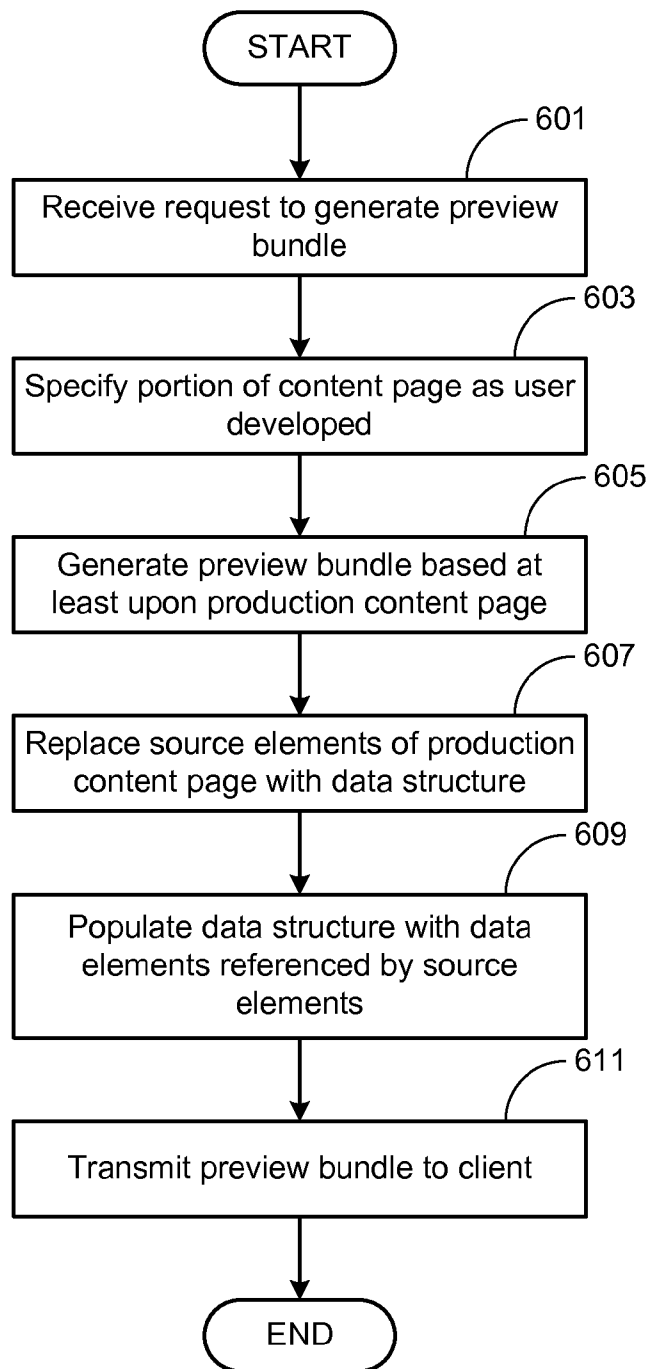 START
601
Receive request to generate preview
bundle
603
Specify portion of content page as user
developed
605
Generate preview bundle based at
least upon production content page
607
Replace source elements of production
content page with data structure
609
Populate data structure with data
elements referenced by source
elements
611
Transmit preview bundle to client
END